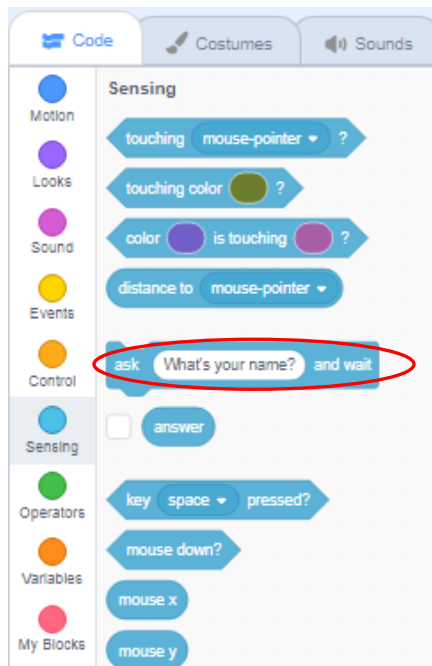 Code Costumes Sounds
Motion
Looks
Sound
Events
Control
Sensing
Operators
Variables
My Blocks
Sensing
touching mouse-pointer ?
touching color ?
color is touching ?
distance to mouse-pointer
ask What's your name? and wait
answer
key space pressed?
mouse down?
mouse x
mouse y